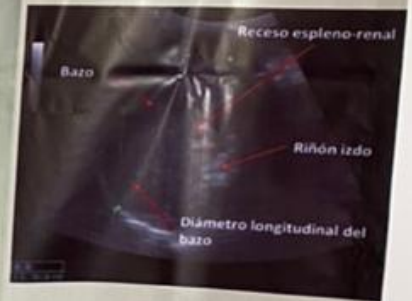 Receso espleno-renal
Bazo
Riñón izdo
Diámetro longitudinal del
bazo